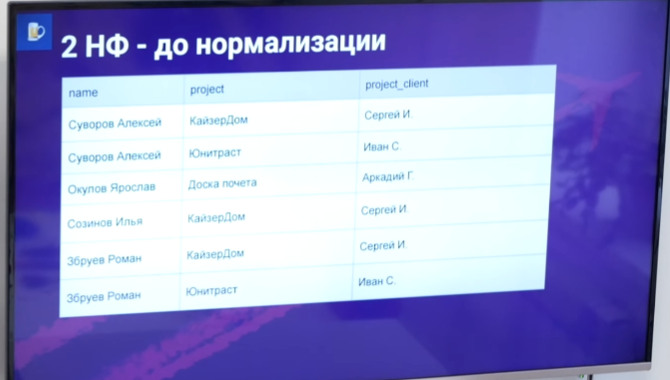 2 НФ - до нормализации
name project project_client
Суворов Алексей КайзерДом Сергей И.
Суворов Алексей Юнитраст Иван С.
Окулов Ярослав Доска почета Аркадий Г.
Созинов Илья КайзерДом Сергей И.
Збруев Роман КайзерДом Сергей И.
Збруев Роман Юнитраст Иван С.